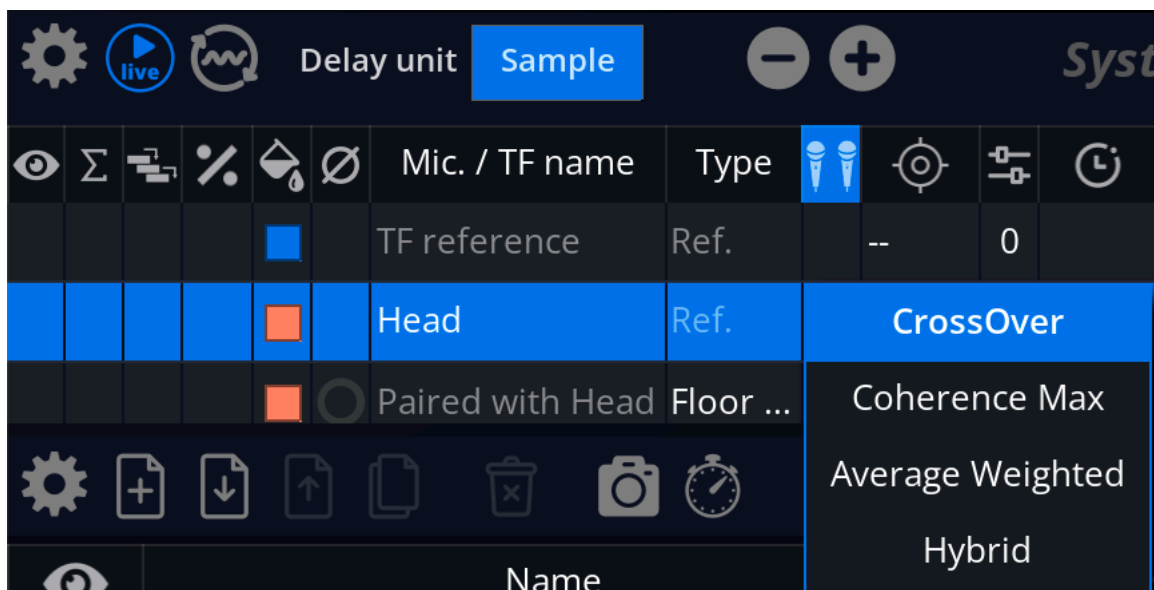 live Delay unit Sample Syst
Σ Mic. / TF name Type
TF reference Ref. -- 0
Head Ref. CrossOver
Paired with Head Floor ... Coherence Max
Average Weighted
Hybrid
Name